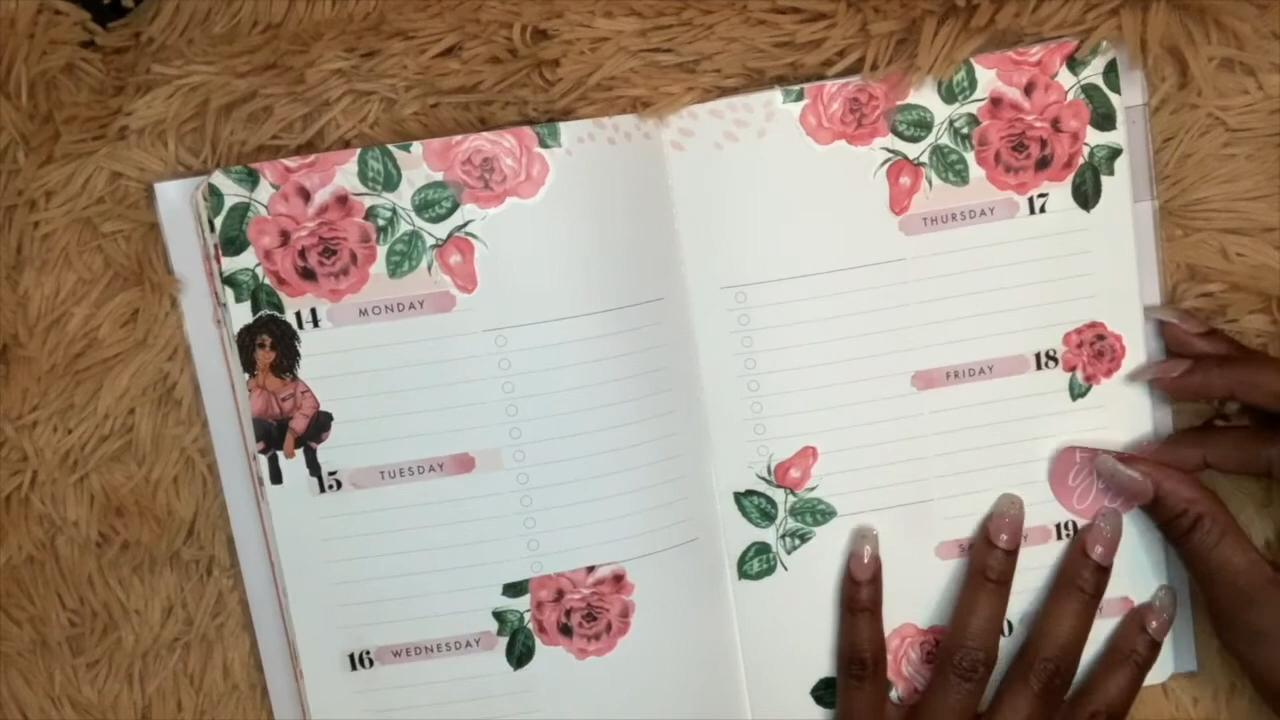 14 MONDAY
15 TUESDAY
16 WEDNESDAY
THURSDAY 17
FRIDAY 18
19